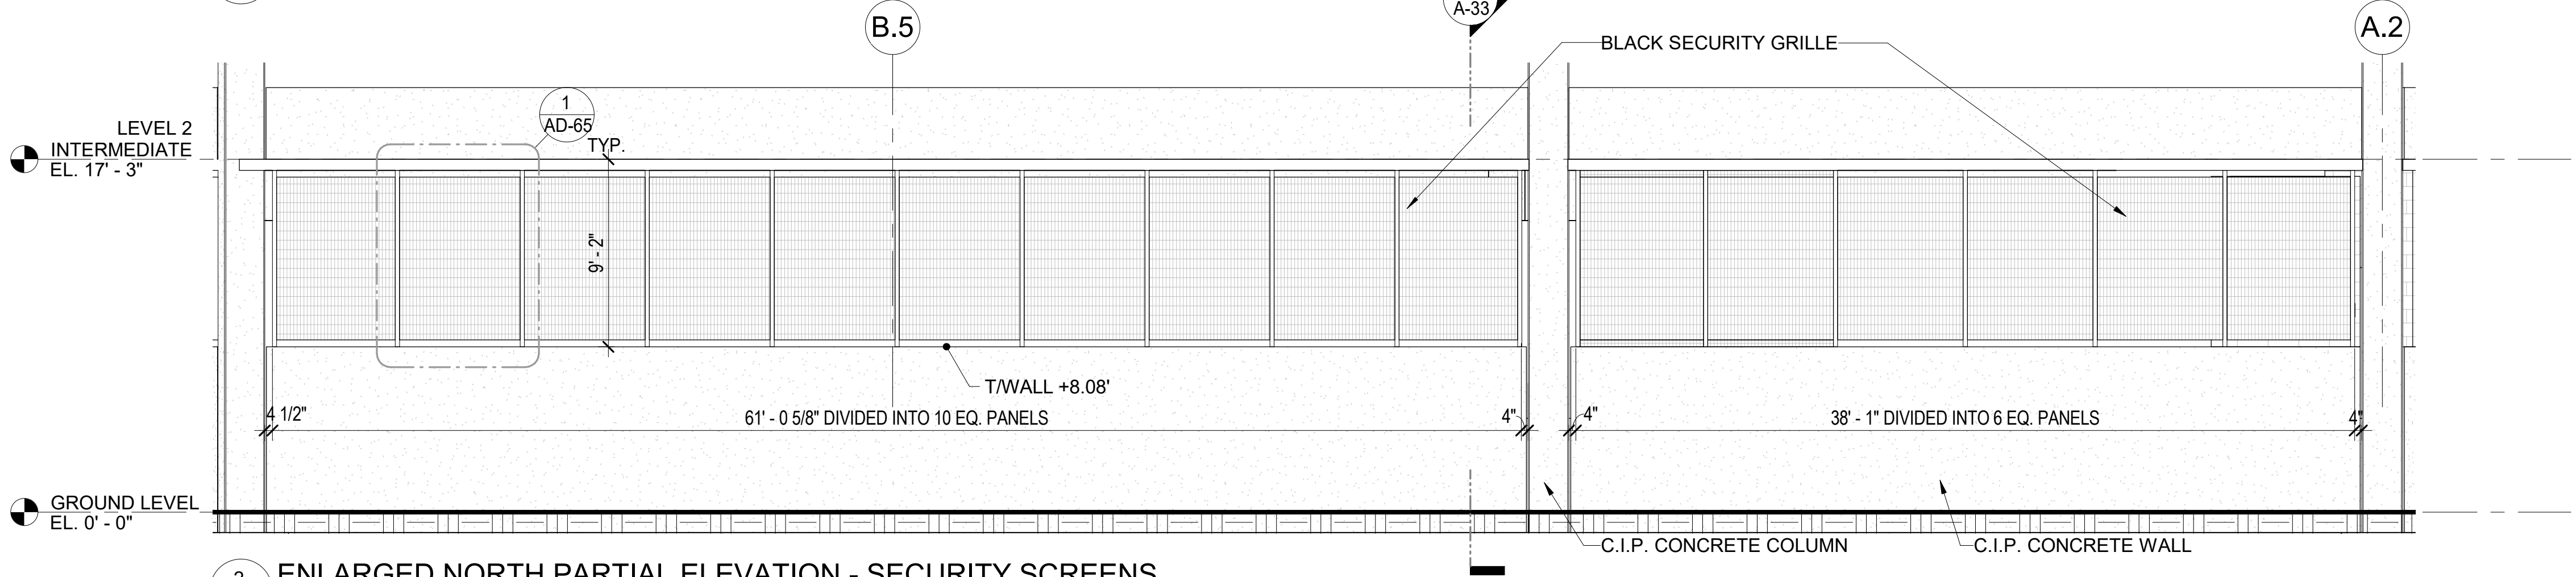 B.5
A-33
A.2
BLACK SECURITY GRILLE
1
AD-65
TYP.
LEVEL 2
INTERMEDIATE
EL. 17' - 3"
9' - 2"
T/WALL +8.08'
4 1/2"
61' - 0 5/8" DIVIDED INTO 10 EQ. PANELS
4"
4"
38' - 1" DIVIDED INTO 6 EQ. PANELS
4"
GROUND LEVEL
EL. 0' - 0"
C.I.P. CONCRETE COLUMN
C.I.P. CONCRETE WALL
ENLARGED NORTH PARTIAL ELEVATION - SECURITY SCREENS